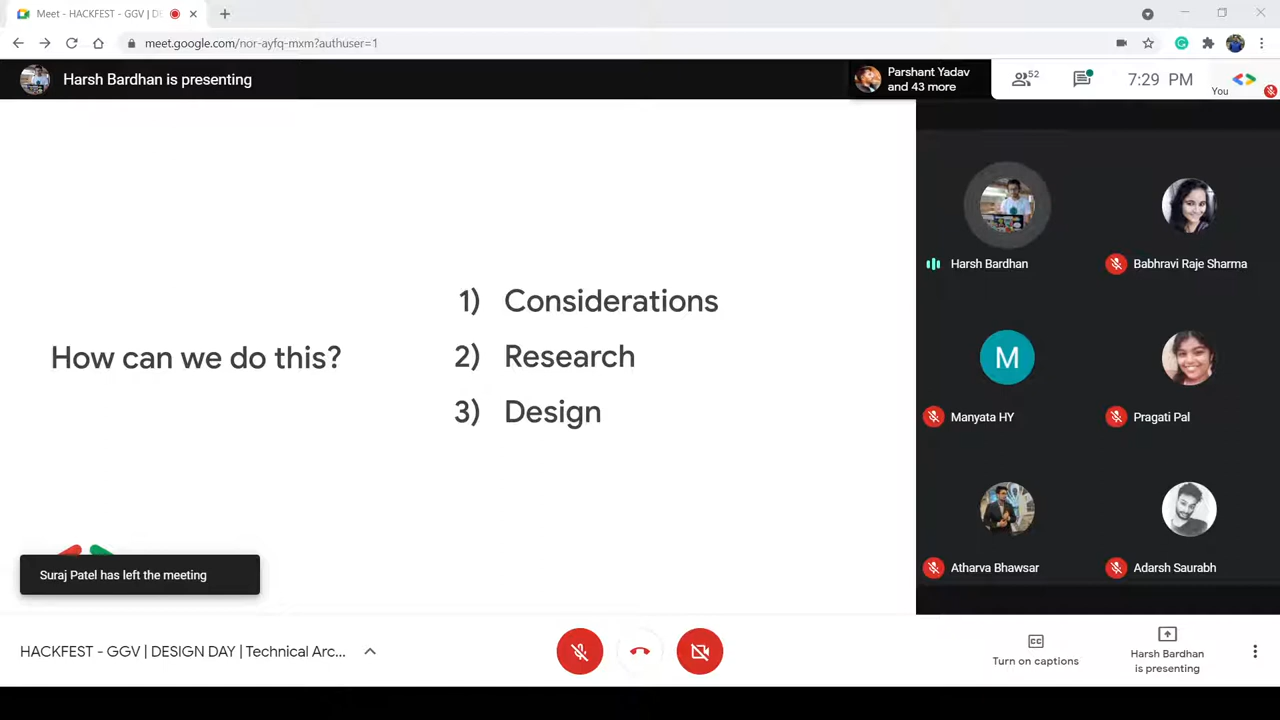 Meet - HACKFEST - GGV | DE
meet.google.com/nor-ayfq-mxm?authuser=1
Harsh Bardhan is presenting
Parshant Yadav
and 43 more
52
7:29 PM
You
How can we do this?
1) Considerations
2) Research
3) Design
Harsh Bardhan
Babhravi Raje Sharma
M
Manyata HY
Pragati Pal
Atharva Bhawsar
Adarsh Saurabh
Suraj Patel has left the meeting
HACKFEST - GGV | DESIGN DAY | Technical Arc...
CC
Turn on captions
Harsh Bardhan
is presenting